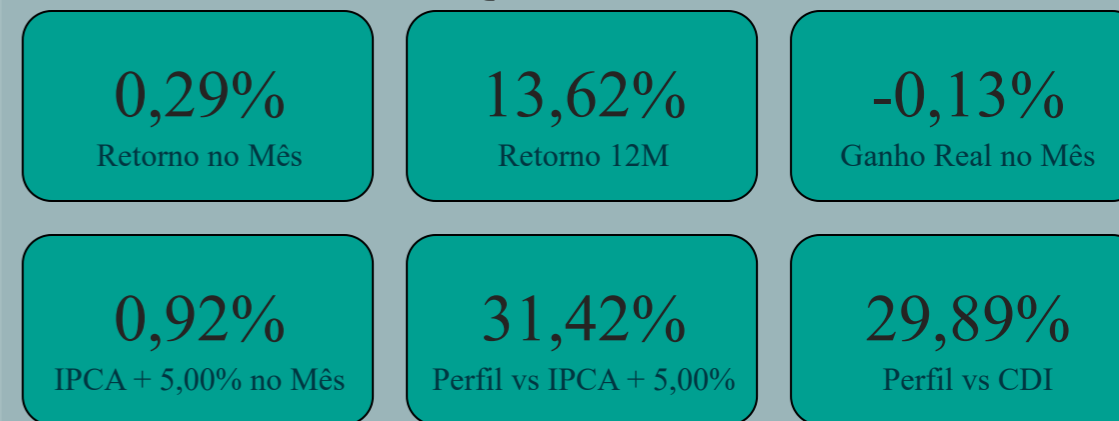 0,29%
Retorno no Mês
13,62%
Retorno 12M
-0,13%
Ganho Real no Mês
0,92%
IPCA + 5,00% no Mês
31,42%
Perfil vs IPCA + 5,00%
29,89%
Perfil vs CDI